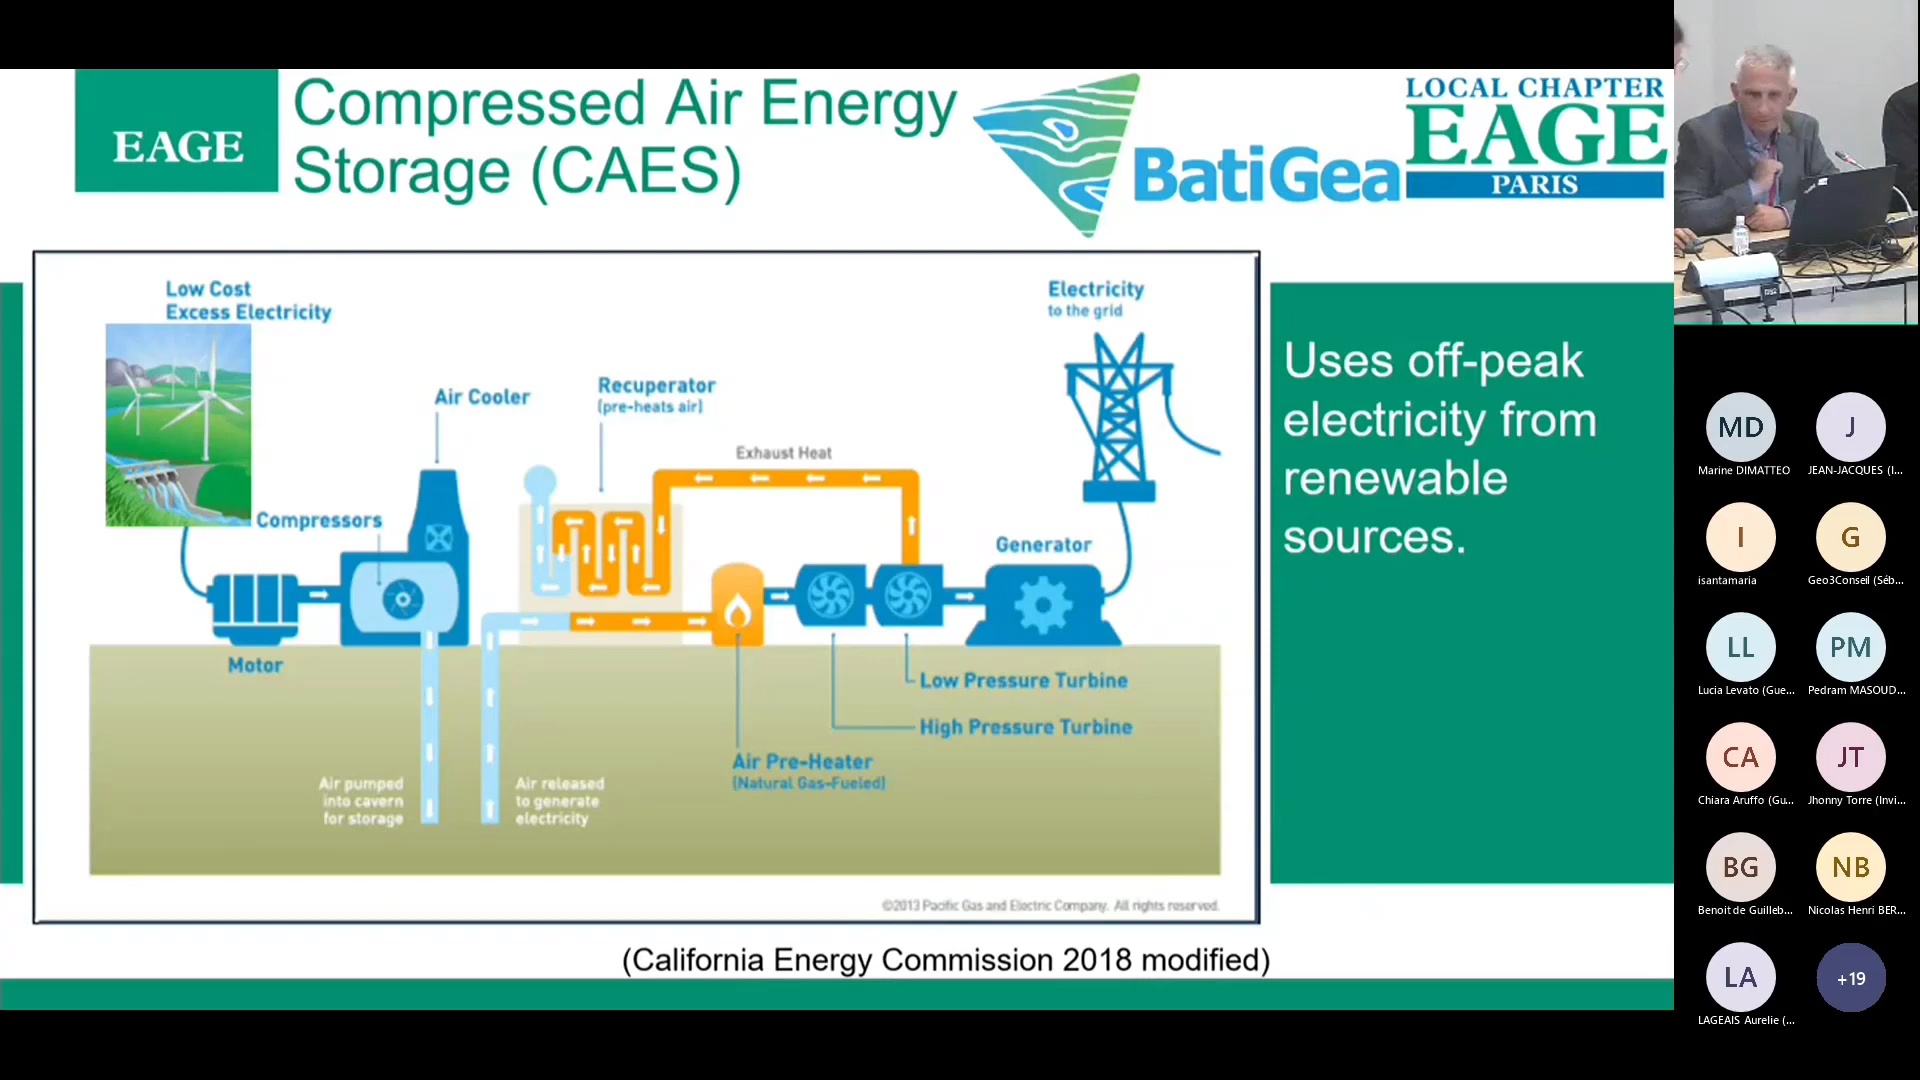 EAGE
Compressed Air Energy
Storage (CAES)
BatiGea
LOCAL CHAPTER
EAGE
PARIS
Low Cost
Excess Electricity
Electricity
to the grid
Air Cooler
Recuperator
(pre-heats air)
Exhaust Heat
Compressors
Generator
Motor
Low Pressure Turbine
High Pressure Turbine
Air Pre-Heater
(Natural Gas-Fueled)
Air pumped
into cavern
for storage
Air released
to generate
electricity
©2013 Pacific Gas and Electric Company. All rights reserved.
Uses off-peak
electricity from
renewable
sources.
(California Energy Commission 2018 modified)
MD
Marine DIMATTEO
J
JEAN-JACQUES (I...
I
isantamaria
G
Geo3Conseil (Séb...
LL
Lucia Levato (Gue...
PM
Pedram MASOUD...
CA
Chiara Aruffo (Gu...
JT
Jhonny Torre (Invi...
BG
Benoit de Guilleb...
NB
Nicolas Henri BER...
LA
LAGEAIS Aurelie (...
+19